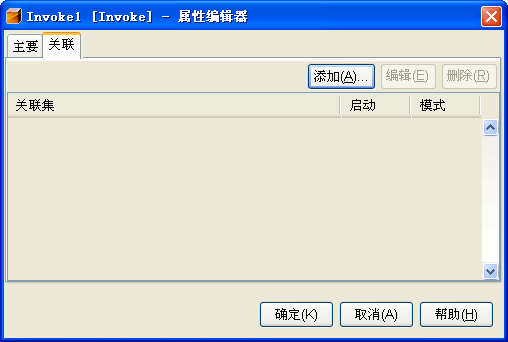 Invoke1 [Invoke] - 属性编辑器
主要 关联
添加(A)... 编辑(E) 删除(R)
关联集 启动 模式
确定(K) 取消(A) 帮助(H)